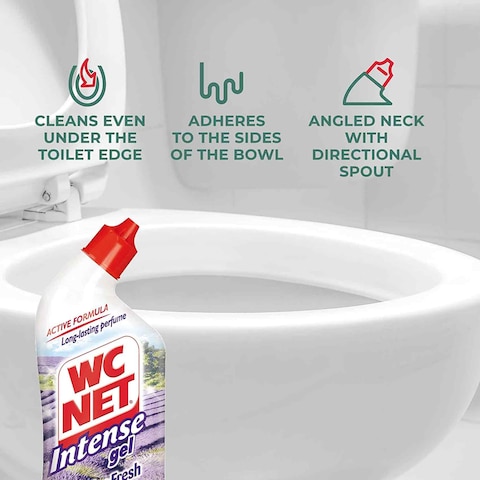 CLEANS EVEN
UNDER THE
TOILET EDGE
ADHERES
TO THE SIDES
OF THE BOWL
ANGLED NECK
WITH
DIRECTIONAL
SPOUT
ACTIVE FORMULA
Long-lasting perfume
WC
NET
Intense
gel
Fresh